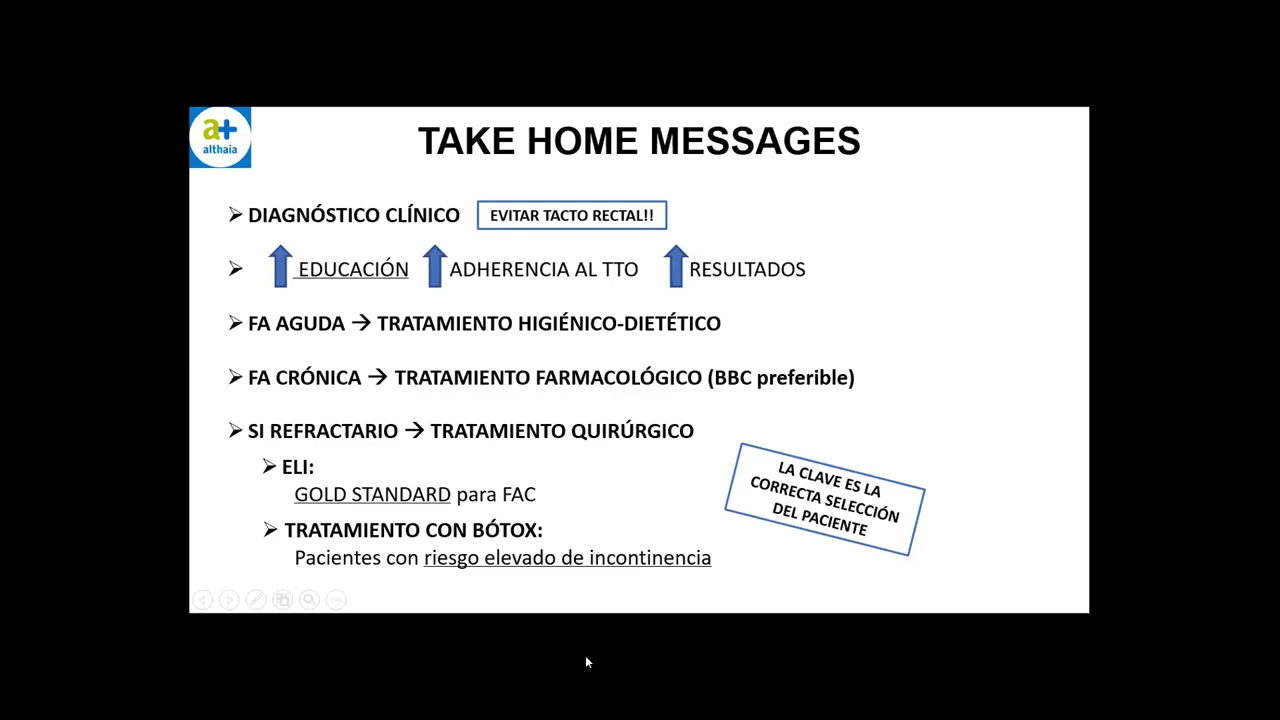 a+
althaia
TAKE HOME MESSAGES
DIAGNÓSTICO CLÍNICO
EVITAR TACTO RECTAL!!
EDUCACIÓN
ADHERENCIA AL TTO
RESULTADOS
FA AGUDA → TRATAMIENTO HIGIÉNICO-DIETÉTICO
FA CRÓNICA → TRATAMIENTO FARMACOLÓGICO (BBC preferible)
SI REFRACTARIO → TRATAMIENTO QUIRÚRGICO
ELI:
GOLD STANDARD para FAC
TRATAMIENTO CON BÓTOX:
Pacientes con riesgo elevado de incontinencia
LA CLAVE ES LA
CORRECTA SELECCIÓN
DEL PACIENTE